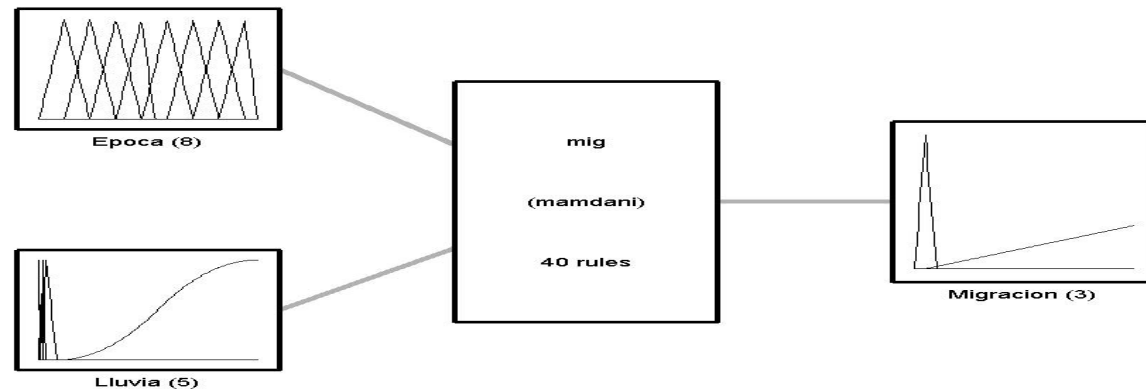 Epoca (8)
mig
(mamdani)
40 rules
Migracion (3)
Lluvia (5)